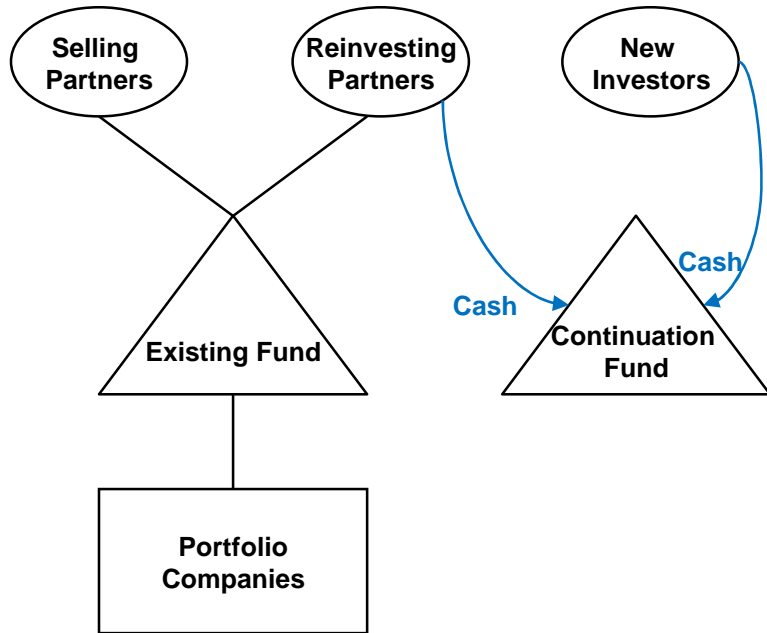 Selling
Partners
Reinvesting
Partners
New
Investors
Cash
Cash
Existing Fund
Continuation
Fund
Portfolio
Companies